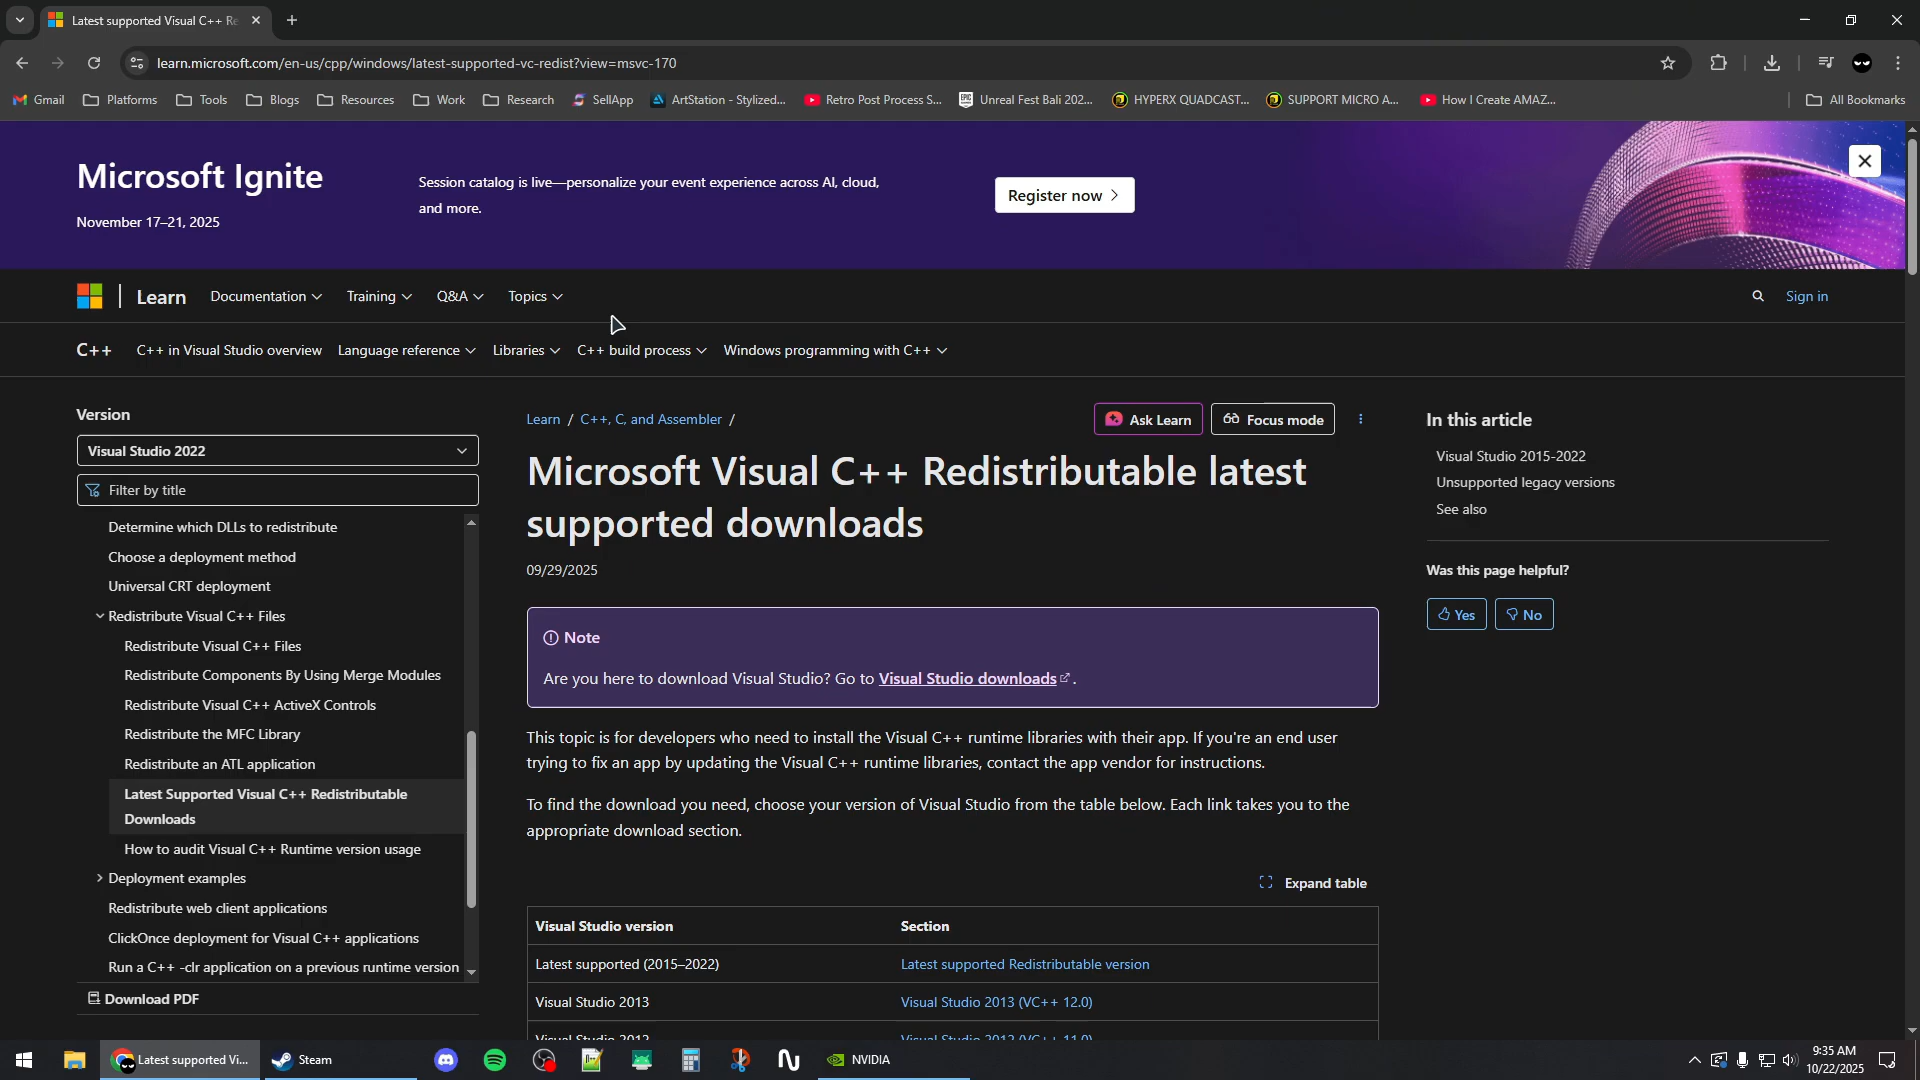 Latest supported Visual C++ Re
learn.microsoft.com/en-us/cpp/windows/latest-supported-vc-redist?view=msvc-170
Gmail
Platforms
Tools
Blogs
Resources
Work
Research
SellApp
ArtStation - Stylized...
Retro Post Process S...
Unreal Fest Bali 202...
HYPERX QUADCAST...
SUPPORT MICRO A...
How I Create AMAZ...
All Bookmarks
Microsoft Ignite
November 17–21, 2025
Session catalog is live—personalize your event experience across AI, cloud,
and more.
Register now
Learn
Documentation
Training
Q&A
Topics
Sign in
C++
C++ in Visual Studio overview
Language reference
Libraries
C++ build process
Windows programming with C++
Version
Visual Studio 2022
Filter by title
Determine which DLLs to redistribute
Choose a deployment method
Universal CRT deployment
Redistribute Visual C++ Files
Redistribute Visual C++ Files
Redistribute Components By Using Merge Modules
Redistribute Visual C++ ActiveX Controls
Redistribute the MFC Library
Redistribute an ATL application
Latest Supported Visual C++ Redistributable
Downloads
How to audit Visual C++ Runtime version usage
Deployment examples
Redistribute web client applications
ClickOnce deployment for Visual C++ applications
Run a C++ -clr application on a previous runtime version
Download PDF
Learn / C++, C, and Assembler /
Ask Learn
Focus mode
Microsoft Visual C++ Redistributable latest
supported downloads
09/29/2025
Note
Are you here to download Visual Studio? Go to Visual Studio downloads.
This topic is for developers who need to install the Visual C++ runtime libraries with their app. If you're an end user
trying to fix an app by updating the Visual C++ runtime libraries, contact the app vendor for instructions.
To find the download you need, choose your version of Visual Studio from the table below. Each link takes you to the
appropriate download section.
Expand table
Visual Studio version
Section
Latest supported (2015–2022)
Latest supported Redistributable version
Visual Studio 2013
Visual Studio 2013 (VC++ 12.0)
Visual Studio 2012
Visual Studio 2012 (VC++ 11.0)
In this article
Visual Studio 2015-2022
Unsupported legacy versions
See also
Was this page helpful?
Yes
No
Latest supported Vi...
Steam
NVIDIA
9:35 AM
10/22/2025